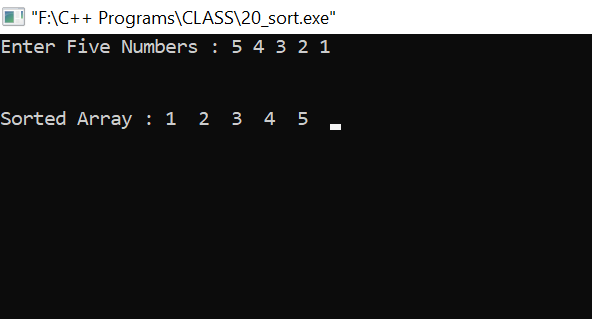 "F:\C++ Programs\CLASS\20_sort.exe"
Enter Five Numbers : 5 4 3 2 1
Sorted Array : 1  2  3  4  5